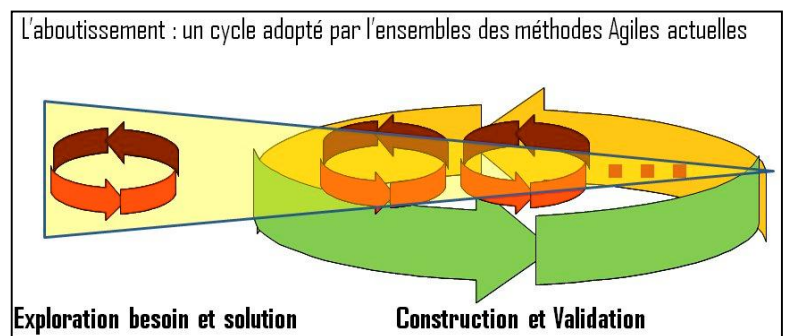 L'aboutissement : un cycle adopté par l'ensembles des méthodes Agiles actuelles
Exploration besoin et solution
Construction et Validation